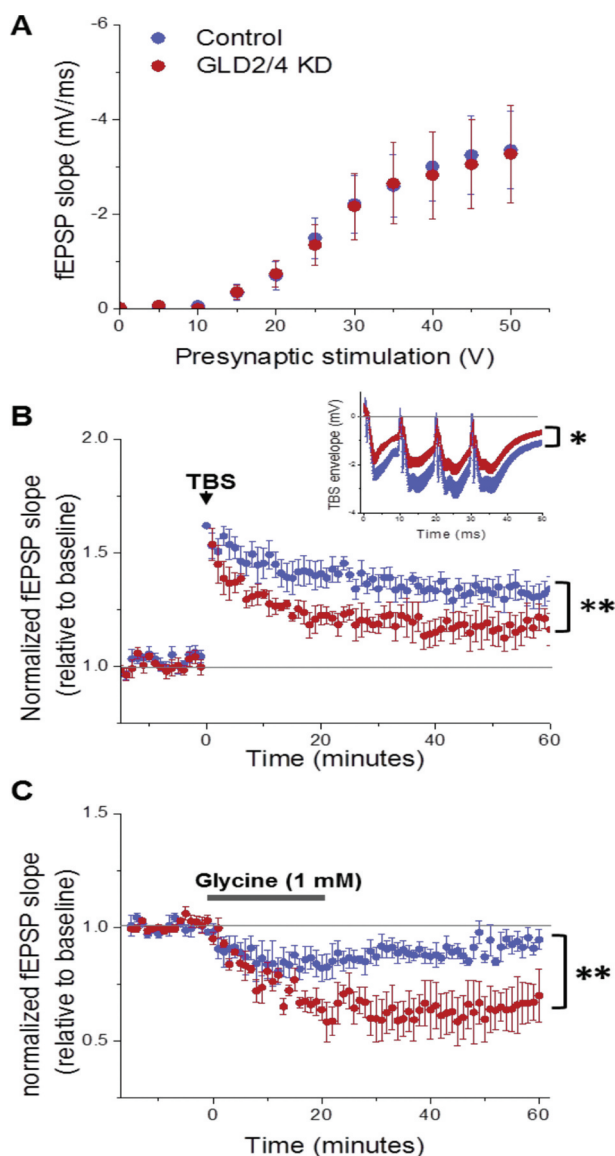 A
fEPSP slope (mV/ms)
-6
-4
-2
0
Control
GLD2/4 KD
0 10 20 30 40 50
Presynaptic stimulation (V)
B
Normalized fEPSP slope
(relative to baseline)
2.0
1.5
1.0
TBS
TBS envelope (mV)
0
-2
-4
0 10 20 30 40 50
Time (ms)
*
**
0 20 40 60
Time (minutes)
C
normalized fEPSP slope
(relative to baseline)
1.5
1.0
0.5
Glycine (1 mM)
**
0 20 40 60
Time (minutes)